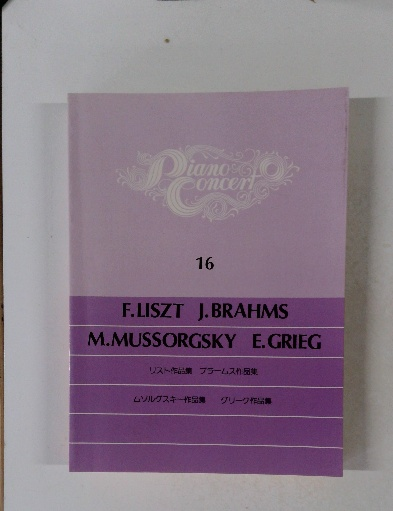 Piano
Concert
16
F.LISZT J.BRAHMS
M.MUSSORGSKY E.GRIEG
リスト作品集 ブラームス作品集
ムソルグスキー作品集 グリーク作品集